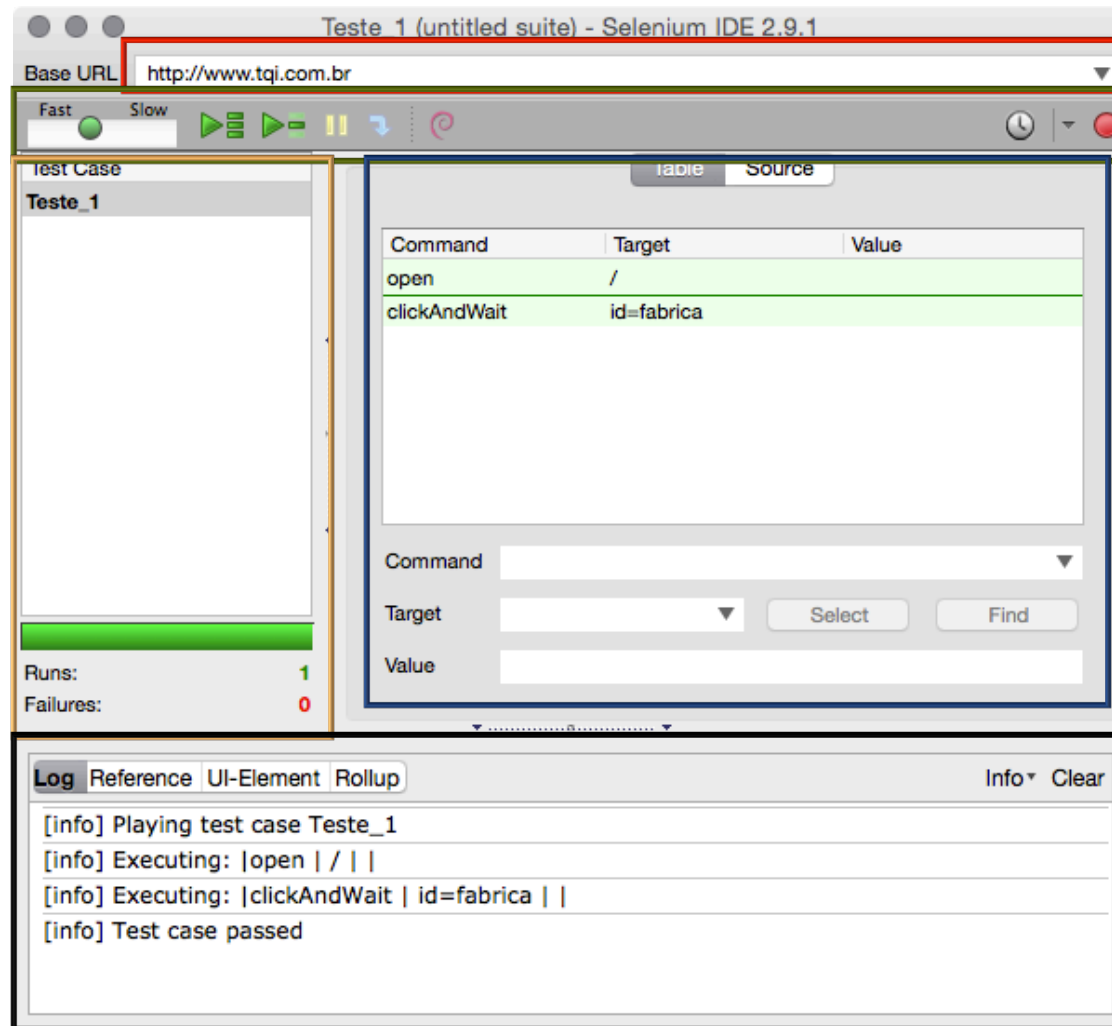 Teste_1 (untitled suite) - Selenium IDE 2.9.1
Base URL http://www.tqi.com.br
Fast Slow
Test Case
Teste_1
Table Source
Command Target Value
open /
clickAndWait id=fabrica
Command
Target Select Find
Value
Runs: 1
Failures: 0
Log Reference UI-Element Rollup Info Clear
[info] Playing test case Teste_1
[info] Executing: |open | / | |
[info] Executing: |clickAndWait | id=fabrica | |
[info] Test case passed